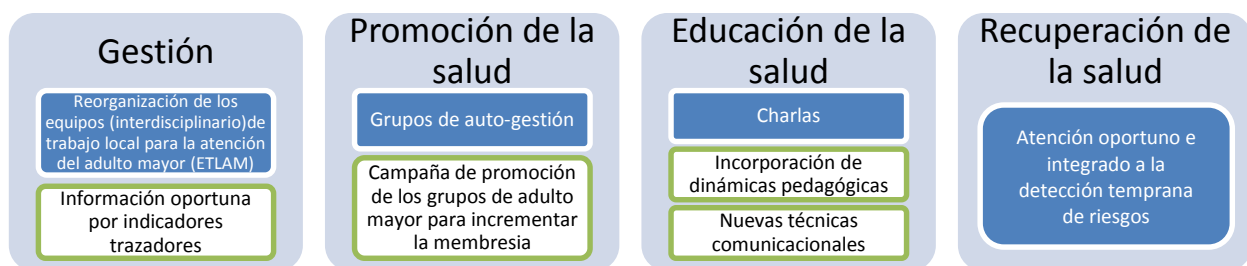 Gestión
Reorganización de los
equipos (interdisciplinario)de
trabajo local para la atención
del adulto mayor (ETLAM)
Información oportuna
por indicadores
trazadores
Promoción de la
salud
Grupos de auto-gestión
Campaña de promoción
de los grupos de adulto
mayor para incrementar
la membresia
Educación de la
salud
Charlas
Incorporación de
dinámicas pedagógicas
Nuevas técnicas
comunicacionales
Recuperación de
la salud
Atención oportuno e
integrado a la
detección temprana
de riesgos